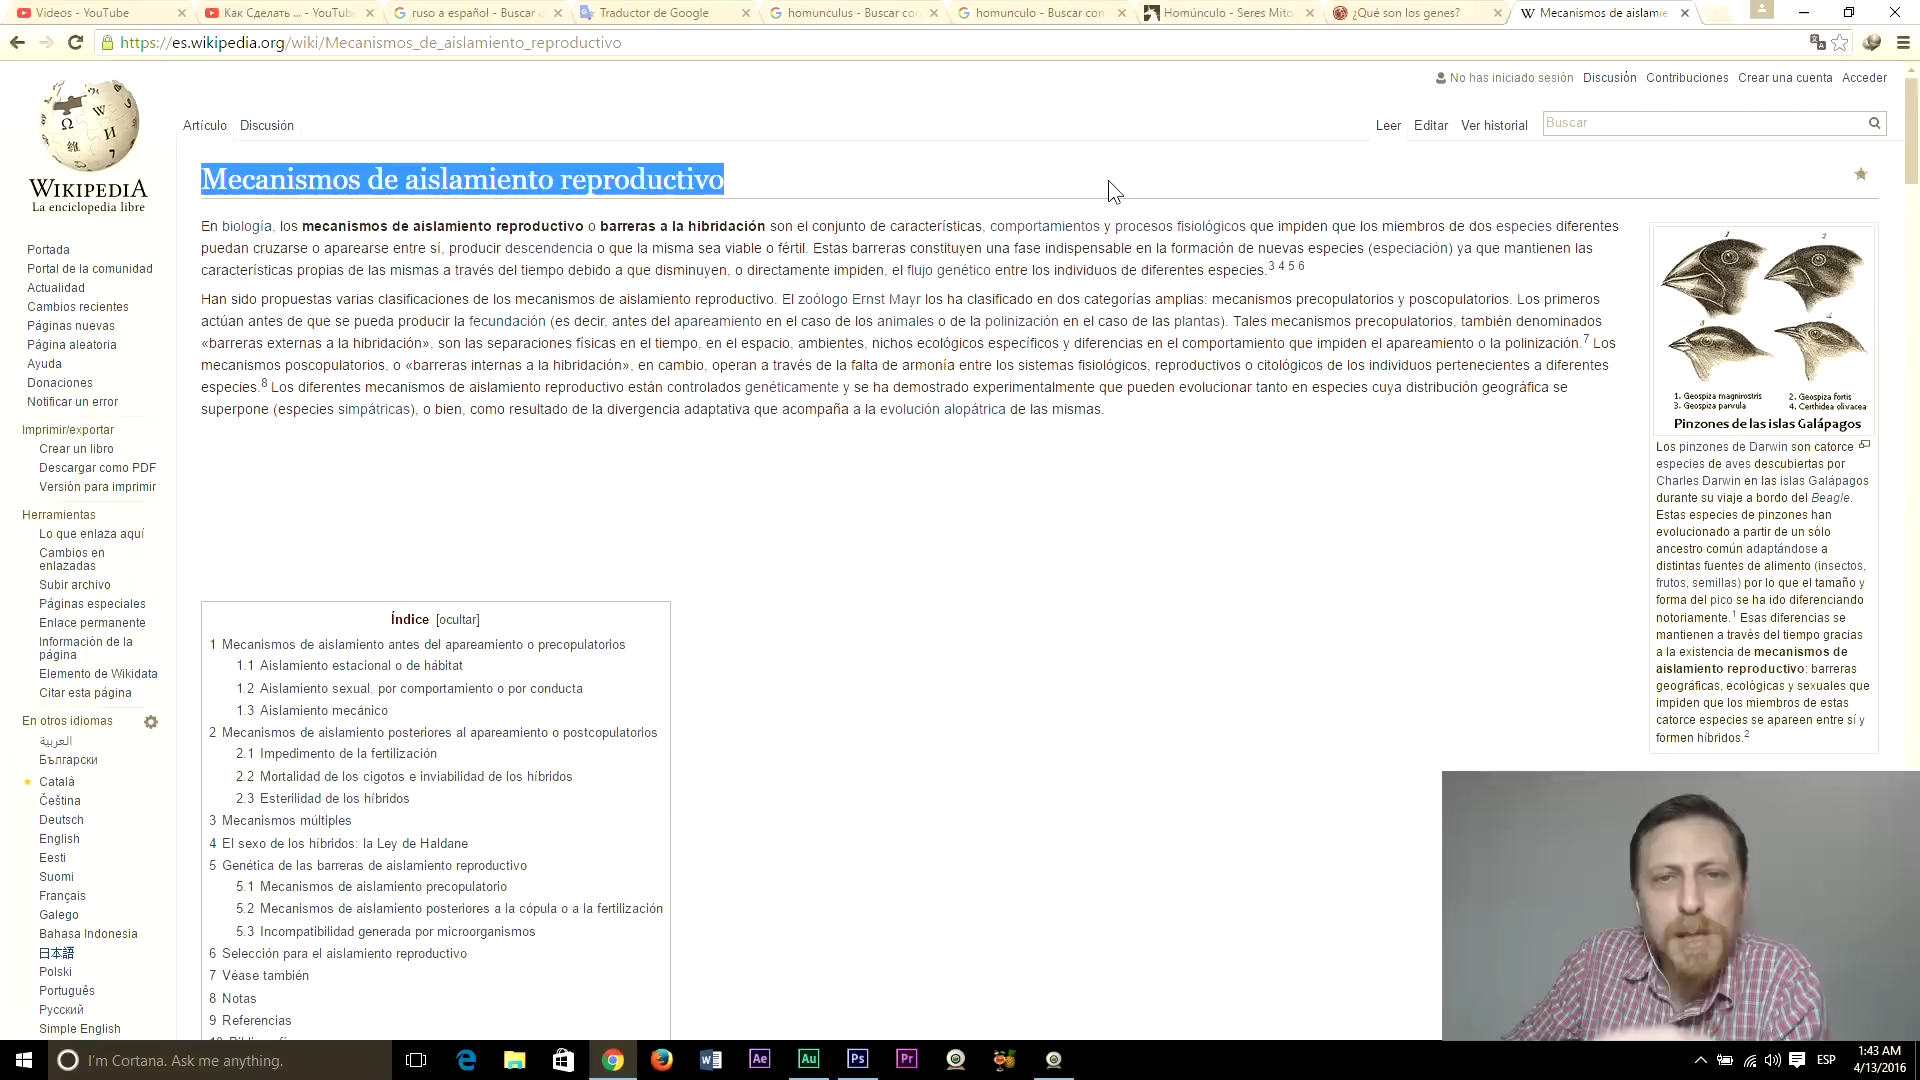 Videos - YouTube
Как Сделать ... - YouTube
ruso a español - Buscar
Traductor de Google
homunculus - Buscar co
homunculo - Buscar con
Homúnculo - Seres Mito
¿Qué son los genes?
Mecanismos de aislamie
https://es.wikipedia.org/wiki/Mecanismos_de_aislamiento_reproductivo
No ha iniciado sesión Discusión Contribuciones Crear una cuenta Acceder
Artículo Discusión
Leer Editar Ver historial Buscar
WIKIPEDIA
La enciclopedia libre
Portada
Portal de la comunidad
Actualidad
Cambios recientes
Páginas nuevas
Página aleatoria
Ayuda
Donaciones
Notificar un error
Imprimir/exportar
Crear un libro
Descargar como PDF
Versión para imprimir
Herramientas
Lo que enlaza aquí
Cambios en
enlazadas
Subir archivo
Páginas especiales
Enlace permanente
Información de la
página
Elemento de Wikidata
Citar esta página
En otros idiomas
العربية
Български
Català
Čeština
Deutsch
English
Eesti
Suomi
Français
Galego
Bahasa Indonesia
日本語
Polski
Português
Русский
Simple English
Mecanismos de aislamiento reproductivo
En biología, los mecanismos de aislamiento reproductivo o barreras a la hibridación son el conjunto de características, comportamientos y procesos fisiológicos que impiden que los miembros de dos especies diferentes
puedan cruzarse o aparearse entre sí, producir descendencia o que la misma sea viable o fértil. Estas barreras constituyen una fase indispensable en la formación de nuevas especies (especiación) ya que mantienen las
características propias de las mismas a través del tiempo debido a que disminuyen, o directamente impiden, el flujo genético entre los individuos de diferentes especies.3 4 5 6
Han sido propuestas varias clasificaciones de los mecanismos de aislamiento reproductivo. El zoólogo Ernst Mayr los ha clasificado en dos categorías amplias: mecanismos precopulatorios y poscopulatorios. Los primeros
actúan antes de que se pueda producir la fecundación (es decir, antes del apareamiento en el caso de los animales o de la polinización en el caso de las plantas). Tales mecanismos precopulatorios, también denominados
«barreras externas a la hibridación», son las separaciones físicas en el tiempo, en el espacio, ambientes, nichos ecológicos específicos y diferencias en el comportamiento que impiden el apareamiento o la polinización.7 Los
mecanismos poscopulatorios, o «barreras internas a la hibridación», en cambio, operan a través de la falta de armonía entre los sistemas fisiológicos, reproductivos o citológicos de los individuos pertenecientes a diferentes
especies.8 Los diferentes mecanismos de aislamiento reproductivo están controlados genéticamente y se ha demostrado experimentalmente que pueden evolucionar tanto en especies cuya distribución geográfica se
superpone (especies simpátricas), o bien, como resultado de la divergencia adaptativa que acompaña a la evolución alopátrica de las mismas.
Índice [ocultar]
1 Mecanismos de aislamiento antes del apareamiento o precopulatorios
1.1 Aislamiento estacional o de hábitat
1.2 Aislamiento sexual, por comportamiento o por conducta
1.3 Aislamiento mecánico
2 Mecanismos de aislamiento posteriores al apareamiento o postcopulatorios
2.1 Impedimento de la fertilización
2.2 Mortalidad de los cigotos e inviabilidad de los híbridos
2.3 Esterilidad de los híbridos
3 Mecanismos múltiples
4 El sexo de los híbridos: la Ley de Haldane
5 Genética de las barreras de aislamiento reproductivo
5.1 Mecanismos de aislamiento precopulatorio
5.2 Mecanismos de aislamiento posteriores a la cópula o a la fertilización
5.3 Incompatibilidad generada por microorganismos
6 Selección para el aislamiento reproductivo
7 Véase también
8 Notas
9 Referencias
1 2
3 4
1. Geospiza magnirostris 2. Geospiza fortis
3. Geospiza parvula 4. Certhidea olivacea
Pinzones de las islas Galápagos
Los pinzones de Darwin son catorce
especies de aves descubiertas por
Charles Darwin en las islas Galápagos
durante su viaje a bordo del Beagle.
Estas especies de pinzones han
evolucionado a partir de un sólo
ancestro común adaptándose a
distintas fuentes de alimento (insectos,
frutos, semillas) por lo que el tamaño y
forma del pico se ha ido diferenciando
notoriamente.1 Esas diferencias se
mantienen a través del tiempo gracias
a la existencia de mecanismos de
aislamiento reproductivo: barreras
geográficas, ecológicas y sexuales que
impiden que los miembros de estas
catorce especies se apareen entre sí y
formen híbridos.2
I'm Cortana. Ask me anything.
Ae
Au
Ps
Pr
ESP
1:43 AM
4/13/2016